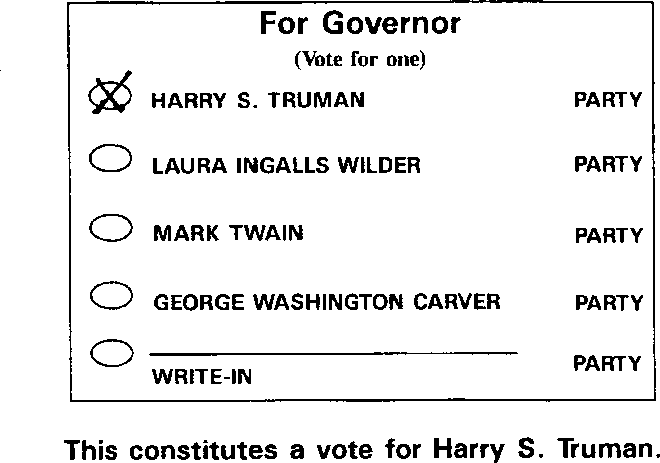 For Governor
(Vote for one)
HARRY S. TRUMAN PARTY
LAURA INGALLS WILDER PARTY
MARK TWAIN PARTY
GEORGE WASHINGTON CARVER PARTY
WRITE-IN PARTY
This constitutes a vote for Harry S. Truman.